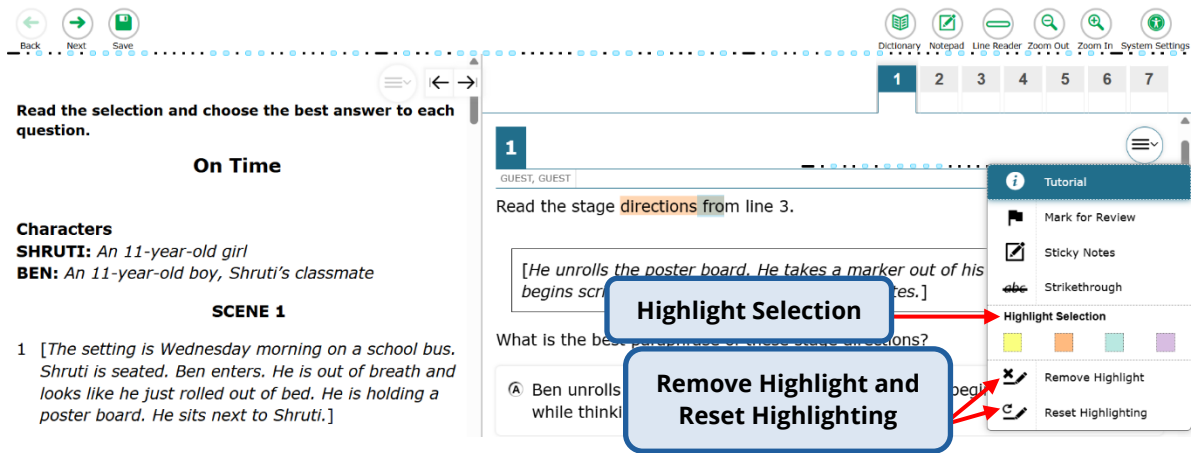 Back Next Save Dictionary Notepad Line Reader Zoom Out Zoom In System Settings
Read the selection and choose the best answer to each
question.
On Time
Characters
SHRUTI: An 11-year-old girl
BEN: An 11-year-old boy, Shruti's classmate
SCENE 1
1 [The setting is Wednesday morning on a school bus.
Shruti is seated. Ben enters. He is out of breath and
looks like he just rolled out of bed. He is holding a
poster board. He sits next to Shruti.]
1 2 3 4 5 6 7
1
GUEST, GUEST
Read the stage directions from line 3.
[He unrolls the poster board. He takes a marker out of his
begins
What is the best paraphrase of these stage directions?
A Ben unrolls
while
Tutorial
Mark for Review
Sticky Notes
abc Strikethrough
Highlight Selection
Remove Highlight
Reset Highlighting
Highlight Selection
Remove Highlight and
Reset Highlighting